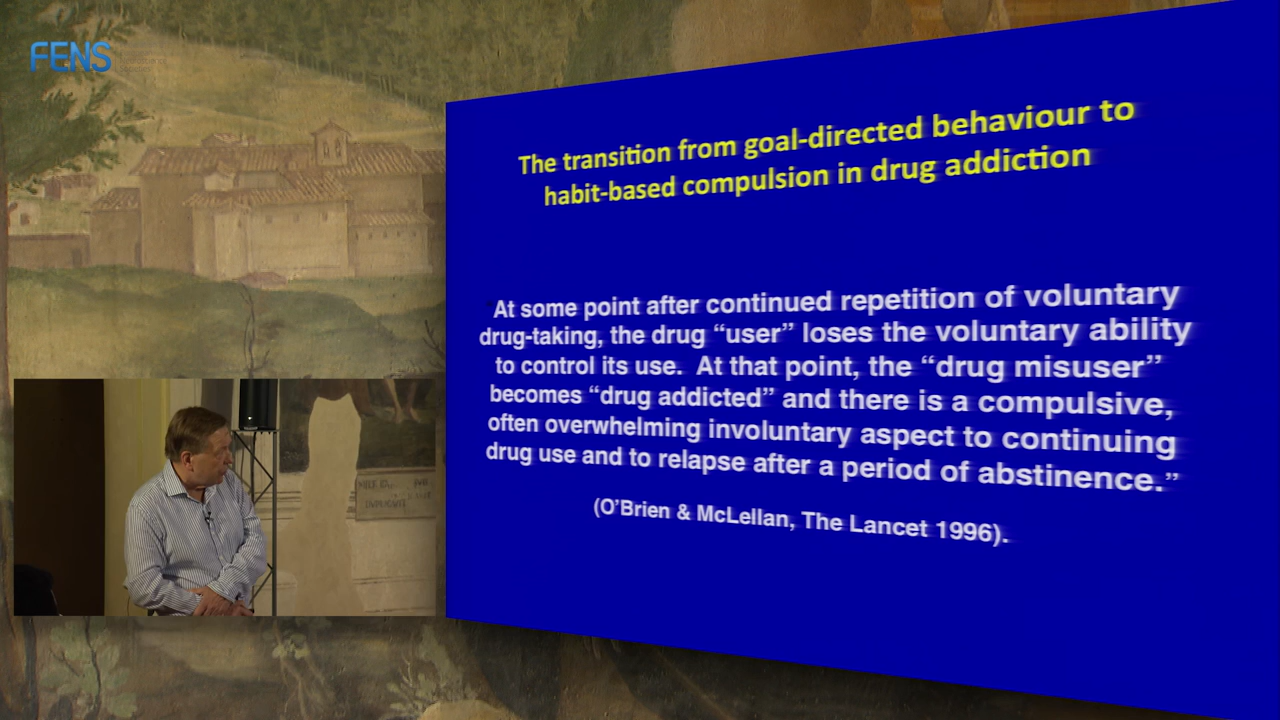 FENS
The transition from goal-directed behaviour to
habit-based compulsion in drug addiction
At some point after continued repetition of voluntary
drug-taking, the drug “user” loses the voluntary ability
to control its use. At that point, the “drug misuser”
becomes “drug addicted” and there is a compulsive,
often overwhelming involuntary aspect to continuing
drug use and to relapse after a period of abstinence.”
(O’Brien & McLellan, The Lancet 1996).